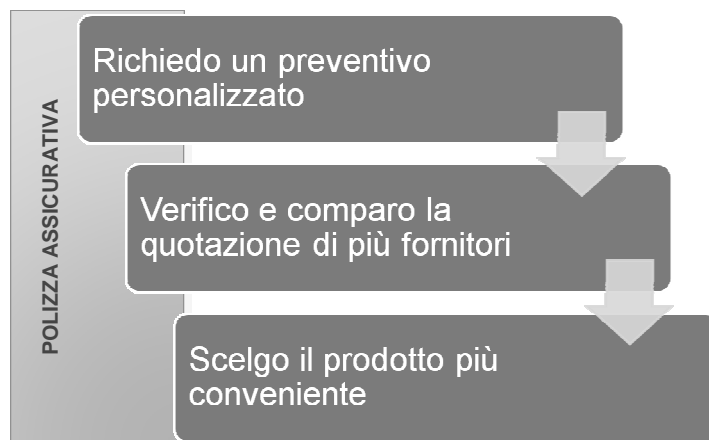 POLIZZA ASSICURATIVA
Richiedo un preventivo
personalizzato
Verifico e comparo la
quotazione di più fornitori
Scelgo il prodotto più
conveniente